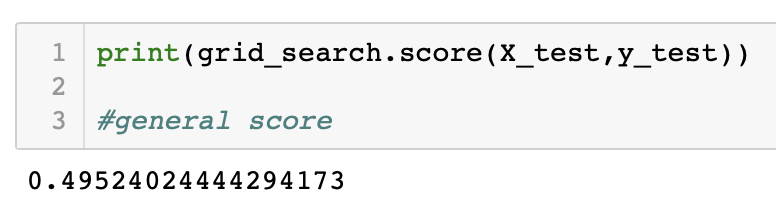 1 print(grid_search.score(X_test,y_test))
2
3 #general score
0.49524024444294173